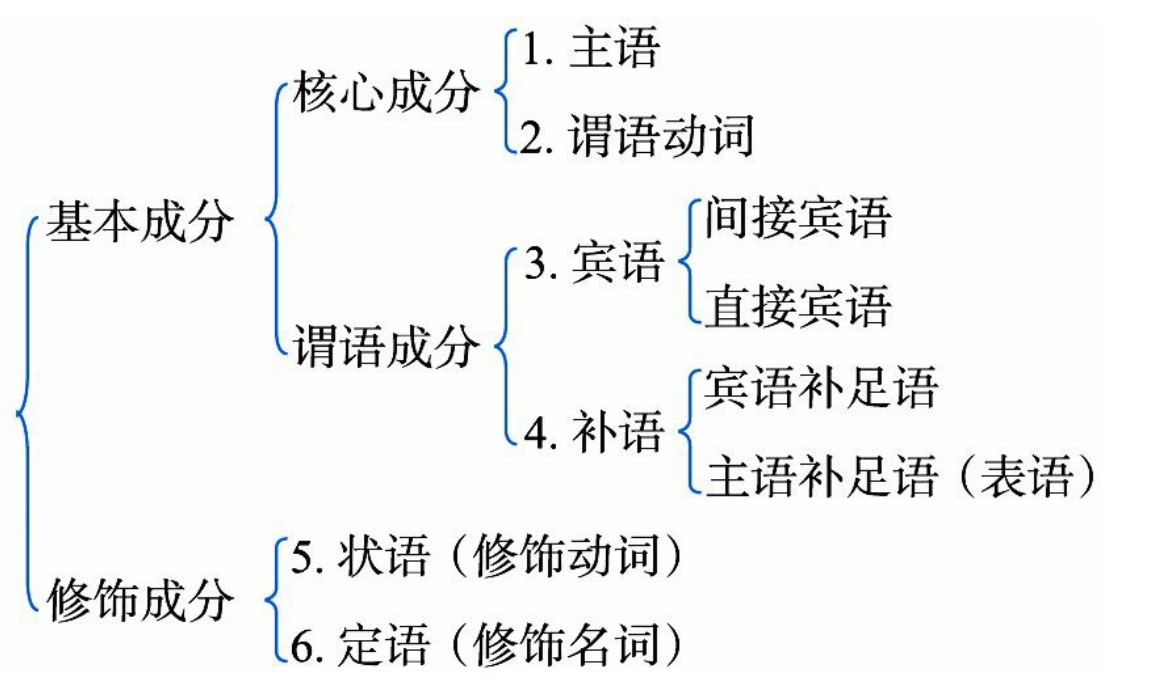 基本成分
核心成分
1. 主语
2. 谓语动词
谓语成分
3. 宾语
间接宾语
直接宾语
4. 补语
宾语补足语
主语补足语（表语）
修饰成分
5. 状语（修饰动词）
6. 定语（修饰名词）